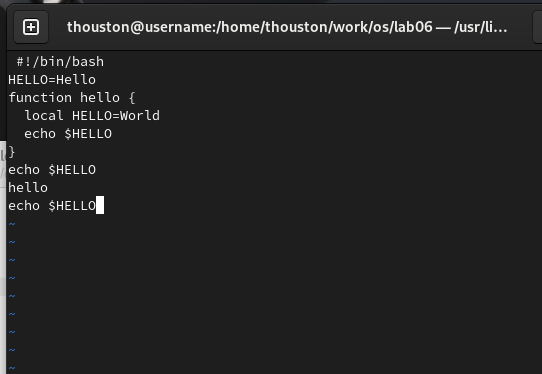 thouston@username:/home/thouston/work/os/lab06 — /usr/li…
 #!/bin/bash
HELLO=Hello
function hello {
  local HELLO=World
  echo $HELLO
}
echo $HELLO
hello
echo $HELLO
~
~
~
~
~
~
~
~
~